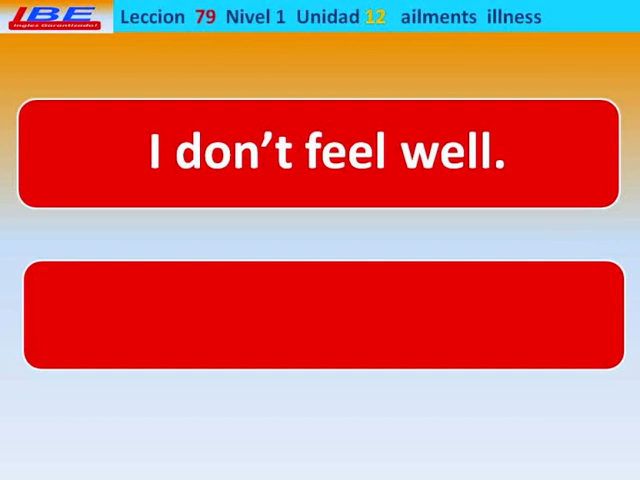 IBE
Ingles Garantizado!
Leccion 79 Nivel 1 Unidad 12 ailments illness
I don’t feel well.